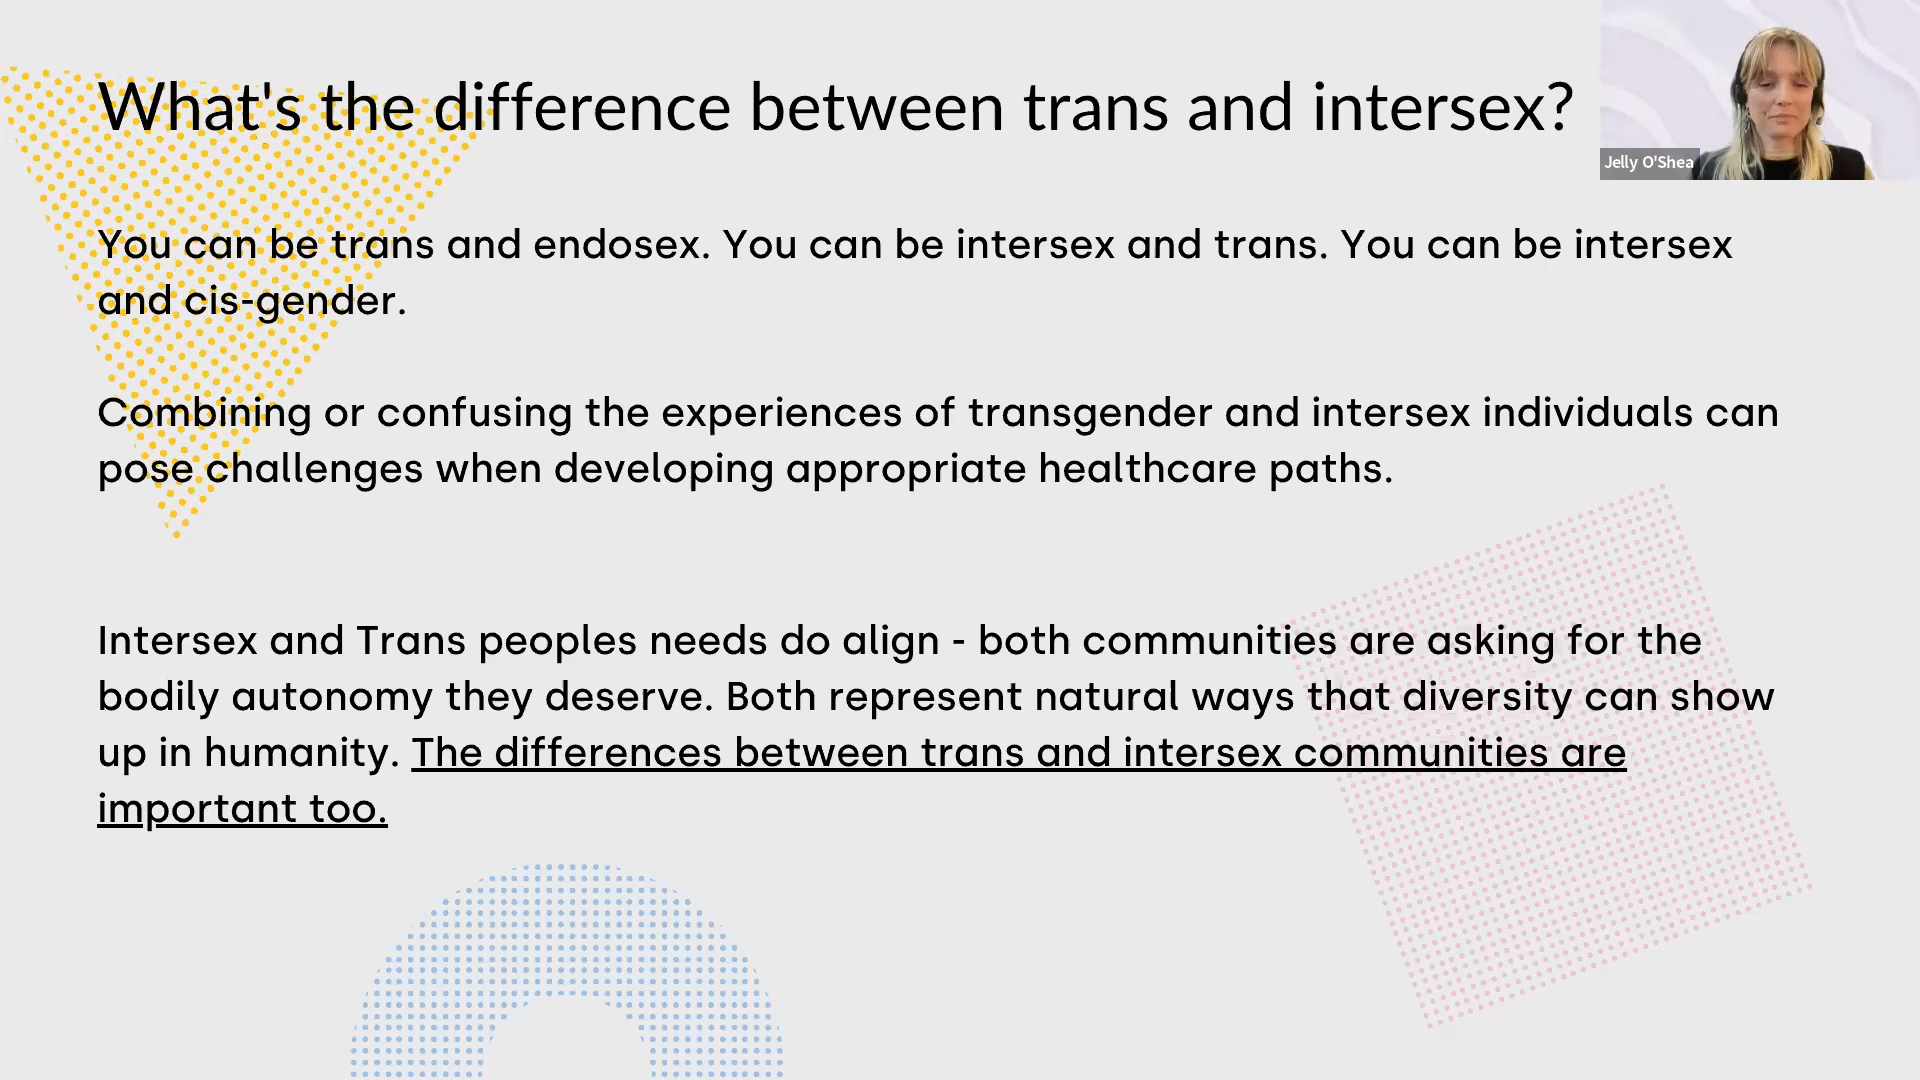 What's the difference between trans and intersex?
Jelly O'Shea
You can be trans and endosex. You can be intersex and trans. You can be intersex
and cis-gender.
Combining or confusing the experiences of transgender and intersex individuals can
pose challenges when developing appropriate healthcare paths.
Intersex and Trans peoples needs do align - both communities are asking for the
bodily autonomy they deserve. Both represent natural ways that diversity can show
up in humanity. The differences between trans and intersex communities are
important too.